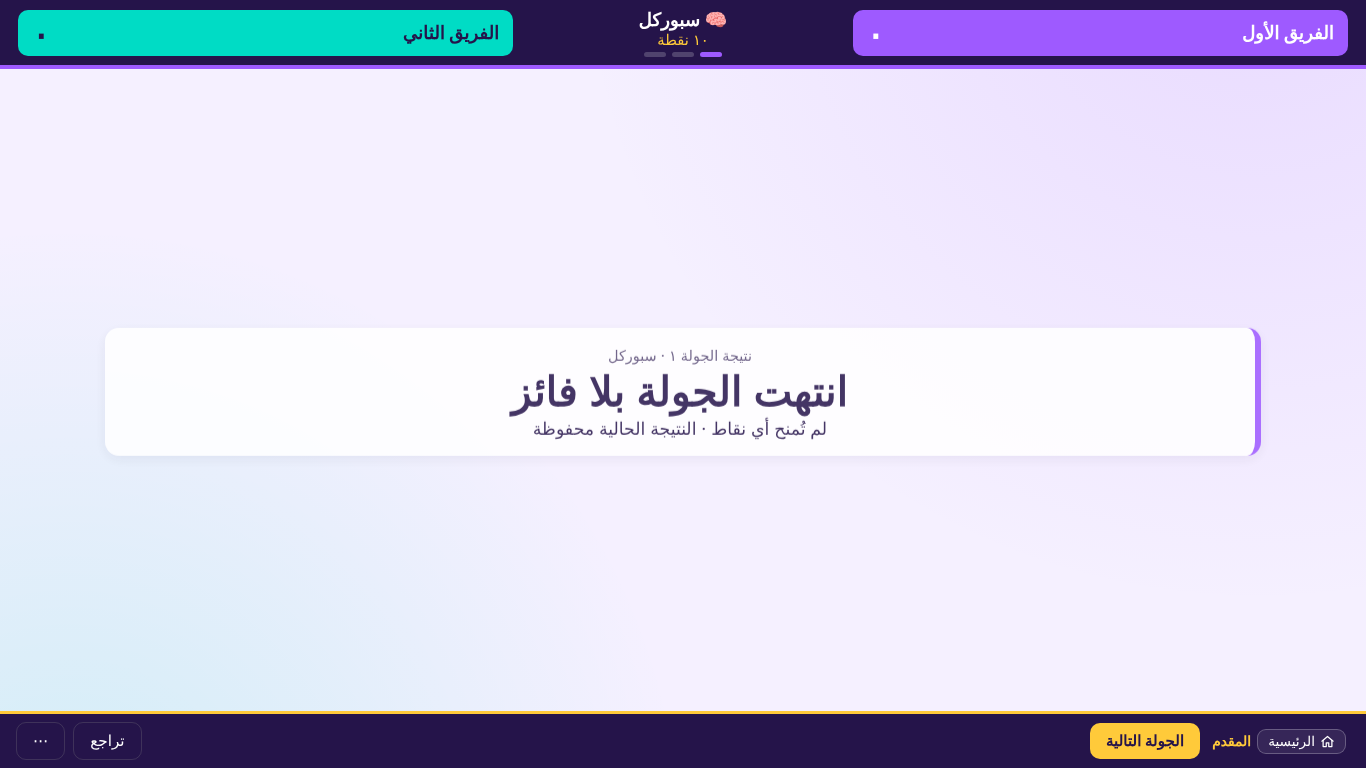 الفريق الأول
٠
🧠 سبوركل
١٠ نقطة
الفريق الثاني
٠
نتيجة الجولة ١ · سبوركل
انتهت الجولة بلا فائز
لم تُمنح أي نقاط · النتيجة الحالية محفوظة
الرئيسية
المقدم
الجولة التالية
تراجع
⋯